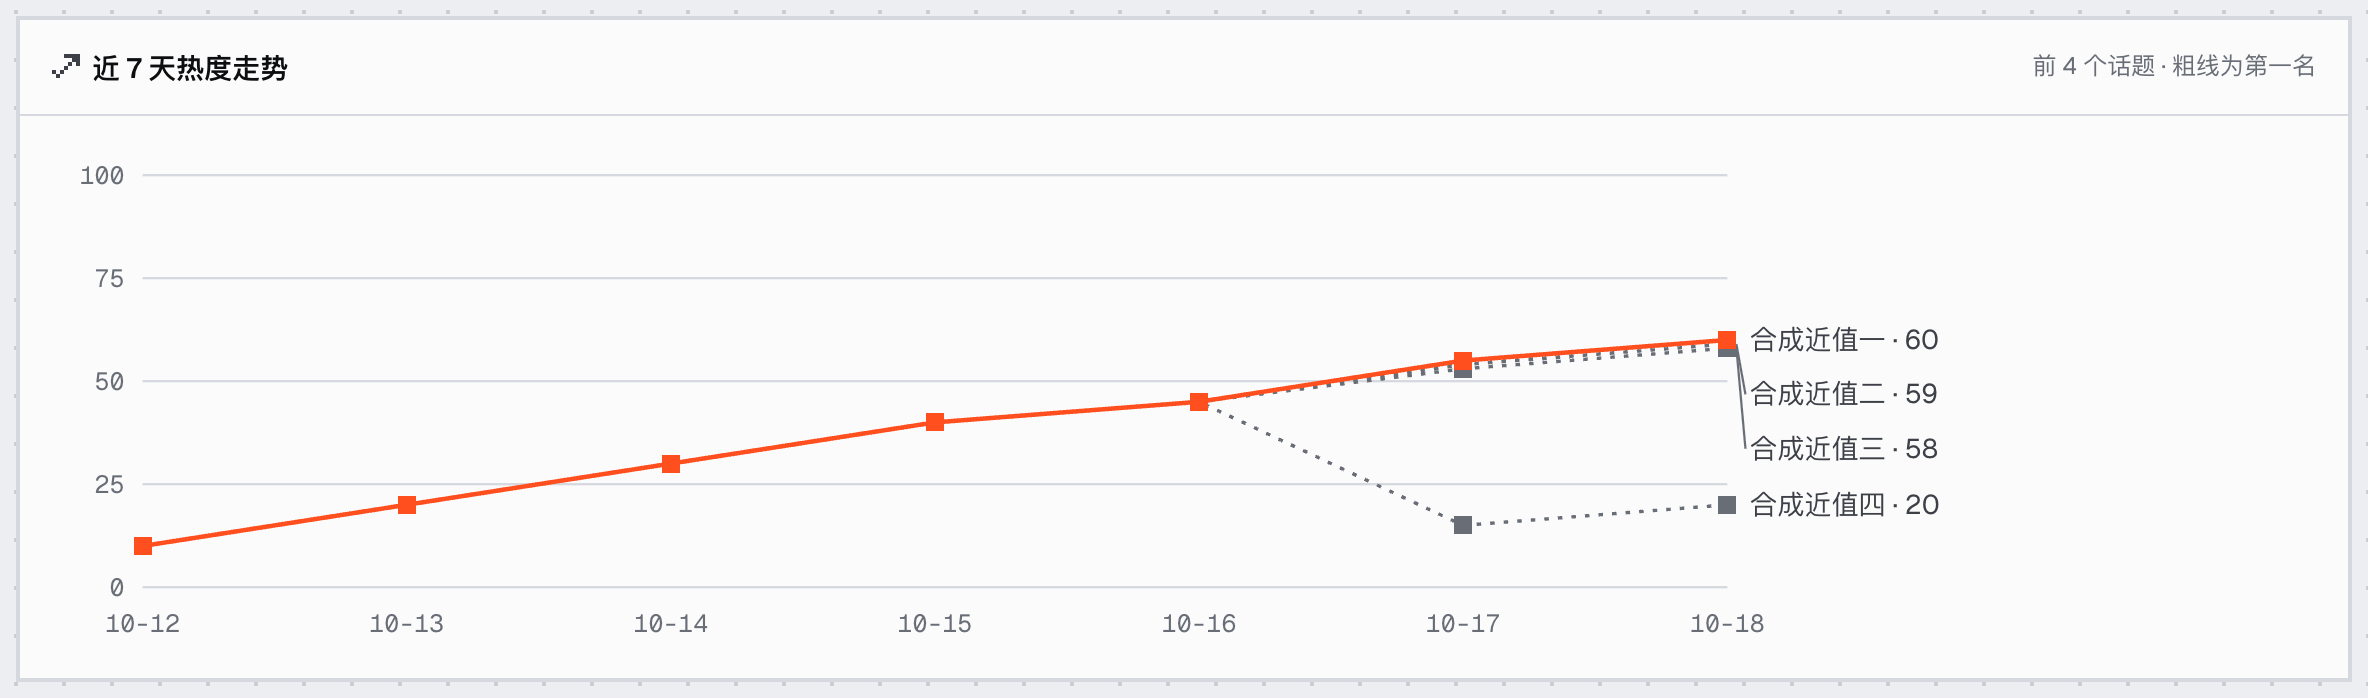 近 7 天热度走势
前 4 个话题 · 粗线为第一名
100
75
50
25
0
合成近值一 · 60
合成近值二 · 59
合成近值三 · 58
合成近值四 · 20
10-12
10-13
10-14
10-15
10-16
10-17
10-18